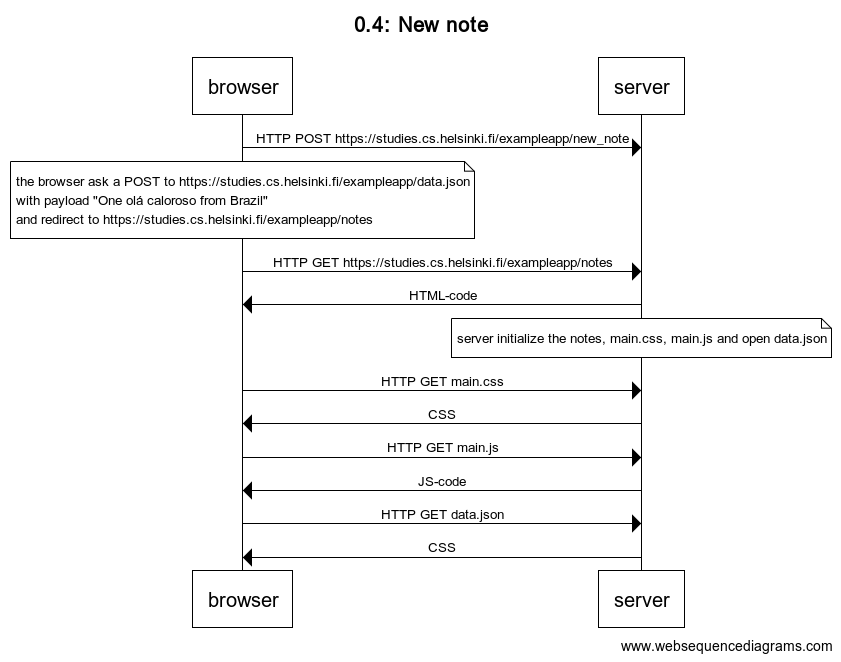 0.4: New note
browser
server
HTTP POST https://studies.cs.helsinki.fi/exampleapp/new_note
the browser ask a POST to https://studies.cs.helsinki.fi/exampleapp/data.json
with payload "One olá caloroso from Brazil"
and redirect to https://studies.cs.helsinki.fi/exampleapp/notes
HTTP GET https://studies.cs.helsinki.fi/exampleapp/notes
HTML-code
server initialize the notes, main.css, main.js and open data.json
HTTP GET main.css
CSS
HTTP GET main.js
JS-code
HTTP GET data.json
CSS
browser
server
www.websequencediagrams.com